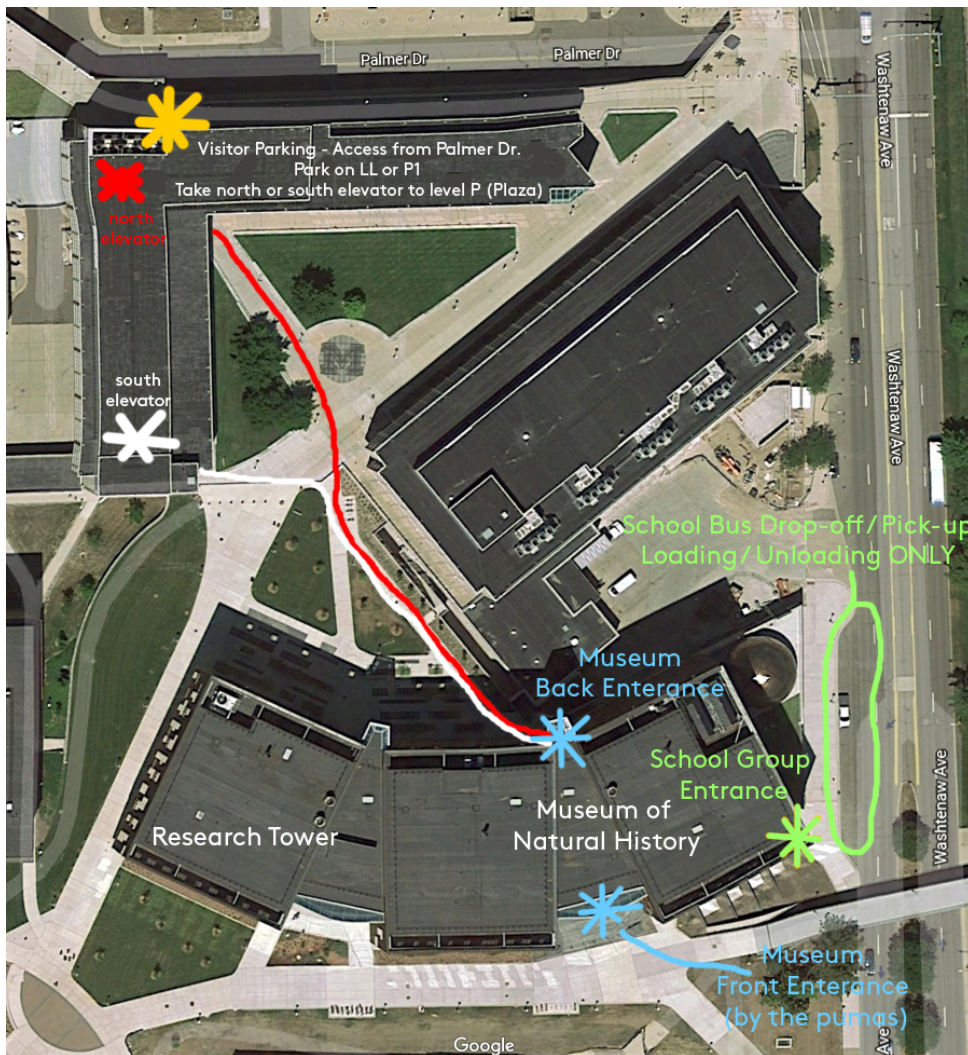 Palmer Dr
Palmer Dr
Washtenaw Ave
Visitor Parking - Access from Palmer Dr.
Park on LL or P1
Take north or south elevator to level P (Plaza)
north
elevator
south
elevator
Washtenaw Ave
School Bus Drop-off/Pick-up
Loading/Unloading ONLY
Museum
Back Enterance
School Group
Entrance
Washtenaw Ave
Research Tower
Museum of
Natural History
Museum
Front Enterance
(by the pumas)
Ave
Google